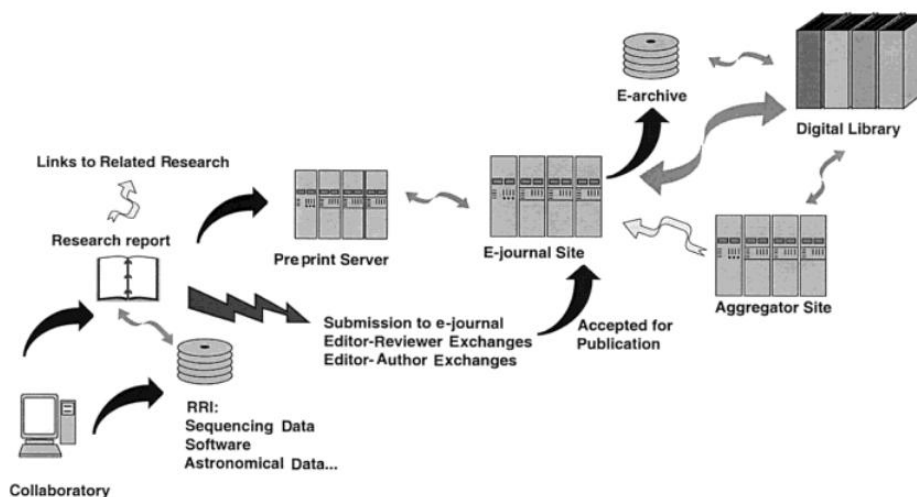 E-archive
Digital Library
Links to Related Research
Research report
Preprint Server
E-journal Site
Aggregator Site
Submission to e-journal
Editor-Reviewer Exchanges
Editor-Author Exchanges
Accepted for
Publication
RRI:
Sequencing Data
Software
Astronomical Data...
Collaboratory